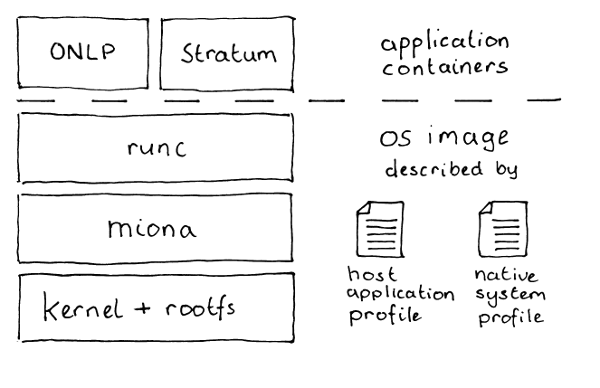 ONLP
Stratum
application
containers
runc
OS image
described by
miona
host
application
profile
native
system
profile
kernel + rootfs